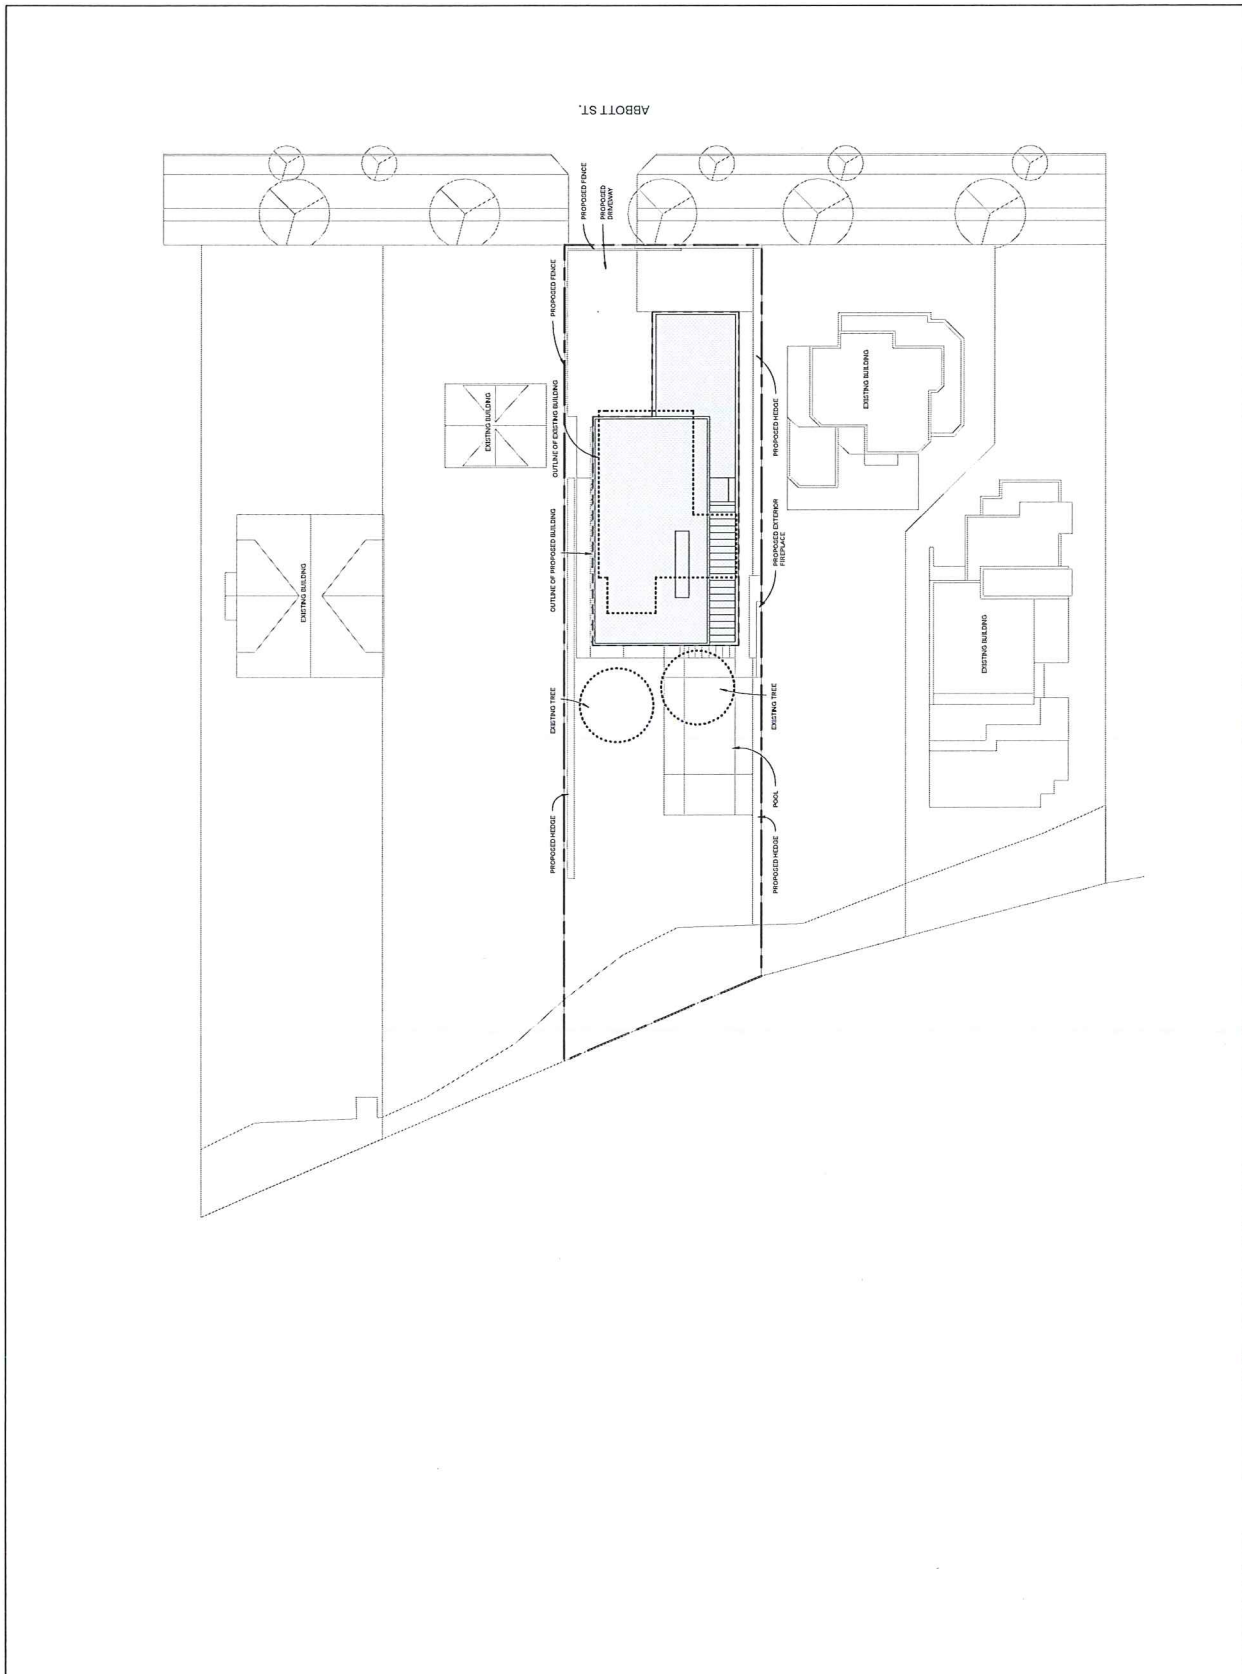 ABBOTT ST.
PROPOSED FENCE
PROPOSED
DRIVEWAY
PROPOSED FENCE
OUTLINE OF EXISTING BUILDING
OUTLINE OF PROPOSED BUILDING
EXISTING BUILDING
EXISTING BUILDING
EXISTING BUILDING
EXISTING BUILDING
PROPOSED HEDGE
PROPOSED EXTERIOR
FIREPLACE
EXISTING TREE
EXISTING TREE
POOL
PROPOSED HEDGE
PROPOSED HEDGE